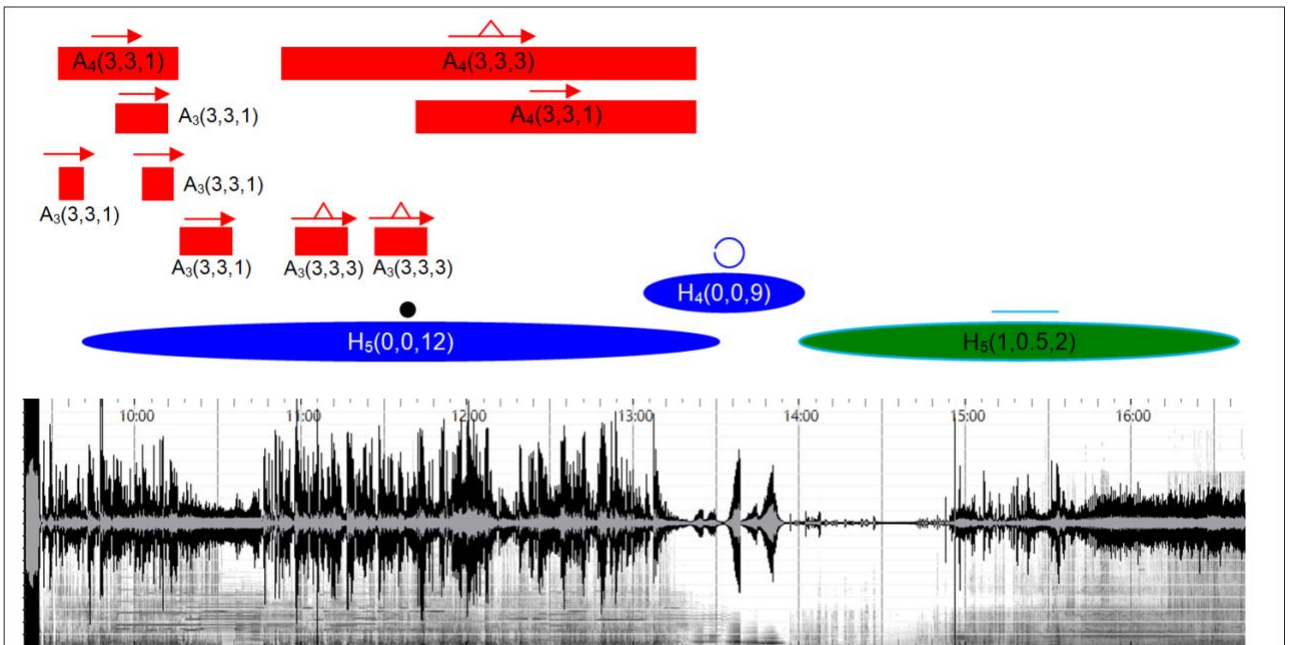 A₄(3,3,1)
A₄(3,3,3)
A₃(3,3,1)
A₄(3,3,1)
A₃(3,3,1)
A₃(3,3,1)
A₃(3,3,1)
A₃(3,3,3)
A₃(3,3,3)
H₄(0,0,9)
H₅(0,0,12)
H₅(1,0.5,2)
10:00 11:00 12:00 13:00 14:00 15:00 16:00